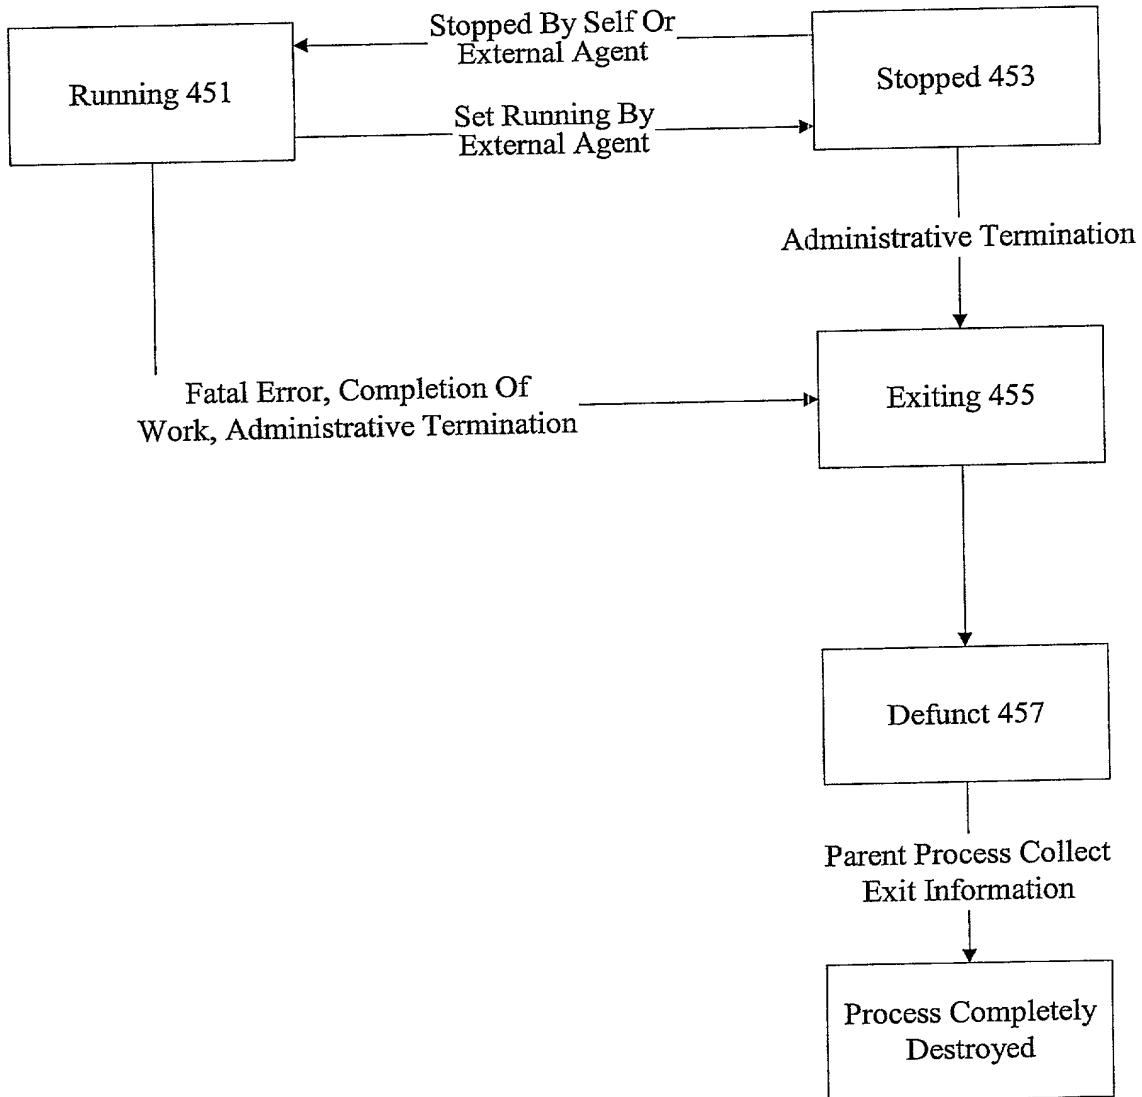 Stopped By Self Or
External Agent
Running 451
Stopped 453
Set Running By
External Agent
Administrative Termination
Fatal Error, Completion Of
Work, Administrative Termination
Exiting 455
Defunct 457
Parent Process Collect
Exit Information
Process Completely
Destroyed